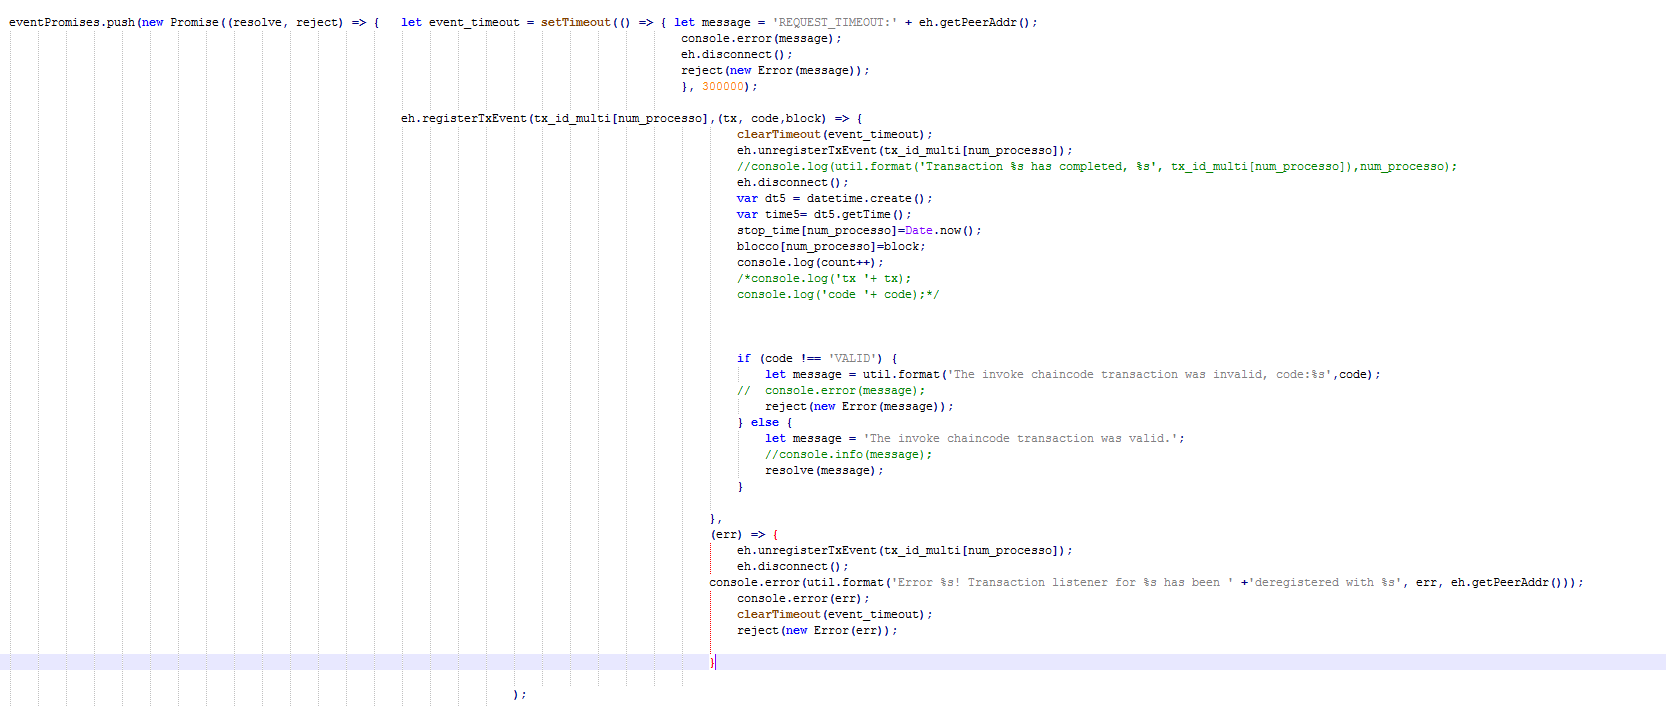 eventPromises.push(new Promise((resolve, reject) => {   let event_timeout = setTimeout(() => { let message = 'REQUEST_TIMEOUT:' + eh.getPeerAddr();
console.error(message);
eh.disconnect();
reject(new Error(message));
}, 300000);
eh.registerTxEvent(tx_id_multi[num_processo],(tx, code,block) => {
clearTimeout(event_timeout);
eh.unregisterTxEvent(tx_id_multi[num_processo]);
//console.log(util.format('Transaction %s has completed, %s', tx_id_multi[num_processo]),num_processo);
eh.disconnect();
var dt5 = datetime.create();
var time5= dt5.getTime();
stop_time[num_processo]=Date.now();
blocco[num_processo]=block;
console.log(count++);
/*console.log('tx '+ tx);
console.log('code '+ code);*/
if (code !== 'VALID') {
let message = util.format('The invoke chaincode transaction was invalid, code:%s',code);
//  console.error(message);
reject(new Error(message));
} else {
let message = 'The invoke chaincode transaction was valid.';
//console.info(message);
resolve(message);
}
},
(err) => {
eh.unregisterTxEvent(tx_id_multi[num_processo]);
eh.disconnect();
console.error(util.format('Error %s! Transaction listener for %s has been ' +'deregistered with %s', err, eh.getPeerAddr()));
console.error(err);
clearTimeout(event_timeout);
reject(new Error(err));
}
);